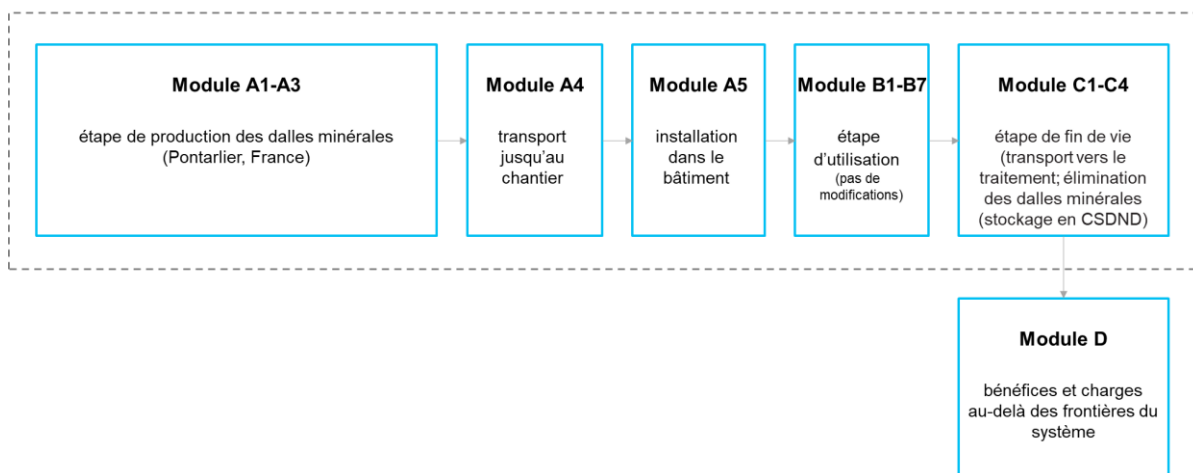 Module A1-A3
étape de production des dalles minérales
(Pontarlier, France)
Module A4
transport
jusqu'au
chantier
Module A5
installation
dans le
bâtiment
Module B1-B7
étape
d'utilisation
(pas de
modifications)
Module C1-C4
étape de fin de vie
(transport vers le
traitement; élimination
des dalles minérales
(stockage en CSDND)
Module D
bénéfices et charges
au-delà des frontières du
système